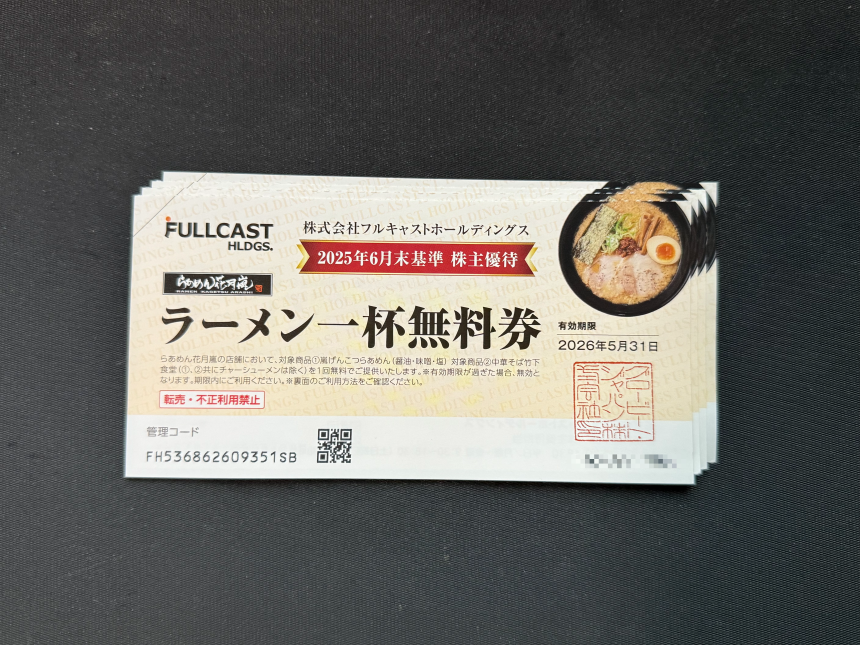 FULLCAST
HLDGS.
株式会社フルキャストホールディングス
2025年6月末基準 株主優待
らあめん花月嵐
RAMEN KAGETSU ARASHI
ラーメン一杯無料券
有効期限
2026年5月31日
らあめん花月嵐の店舗において、対象商品①嵐げんこつらあめん（醤油・味噌・塩）対象商品②中華そば竹下
食堂（①、②共にチャーシューメンは除く）を1回無料でご提供いたします。※有効期限が過ぎた場合、無効と
なります。期限内にご利用ください。※裏面のご利用方法をご確認ください。
転売・不正利用禁止
管理コード
FH536862609351SB